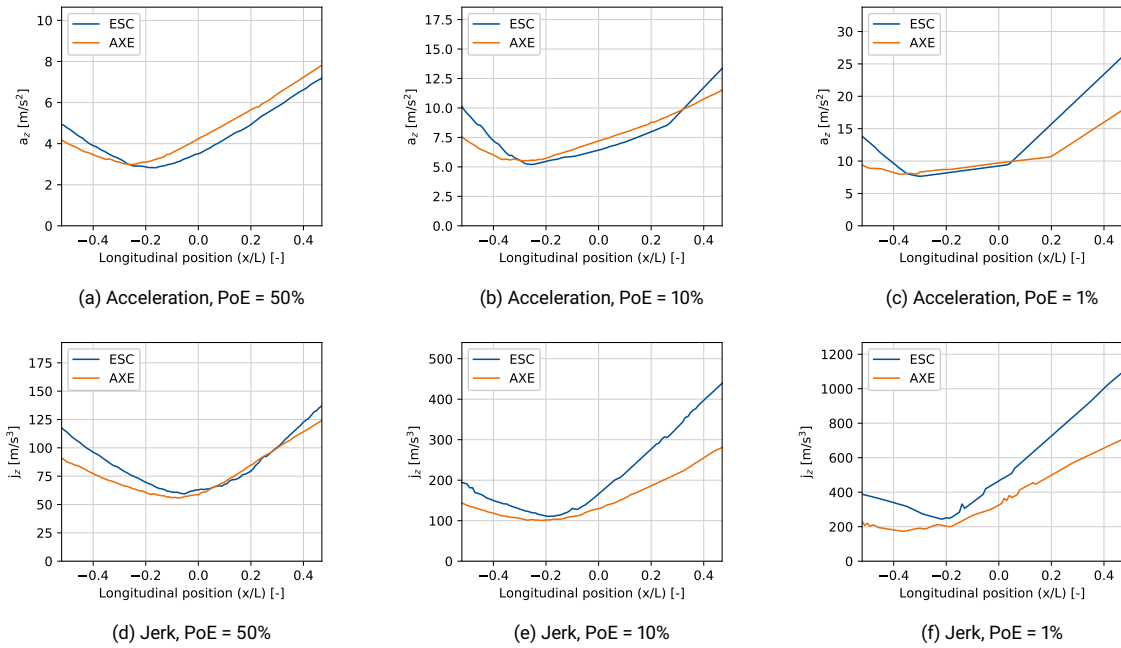 10
8
6
4
2
0
a_z [m/s²]
ESC
AXE
−0.4 −0.2 0.0 0.2 0.4
Longitudinal position (x/L) [-]
(a) Acceleration, PoE = 50%
17.5
15.0
12.5
10.0
7.5
5.0
2.5
0.0
a_z [m/s²]
ESC
AXE
−0.4 −0.2 0.0 0.2 0.4
Longitudinal position (x/L) [-]
(b) Acceleration, PoE = 10%
30
25
20
15
10
5
0
a_z [m/s²]
ESC
AXE
−0.4 −0.2 0.0 0.2 0.4
Longitudinal position (x/L) [-]
(c) Acceleration, PoE = 1%
175
150
125
100
75
50
25
0
j_z [m/s³]
ESC
AXE
−0.4 −0.2 0.0 0.2 0.4
Longitudinal position (x/L) [-]
(d) Jerk, PoE = 50%
500
400
300
200
100
0
j_z [m/s³]
ESC
AXE
−0.4 −0.2 0.0 0.2 0.4
Longitudinal position (x/L) [-]
(e) Jerk, PoE = 10%
1200
1000
800
600
400
200
0
j_z [m/s³]
ESC
AXE
−0.4 −0.2 0.0 0.2 0.4
Longitudinal position (x/L) [-]
(f) Jerk, PoE = 1%